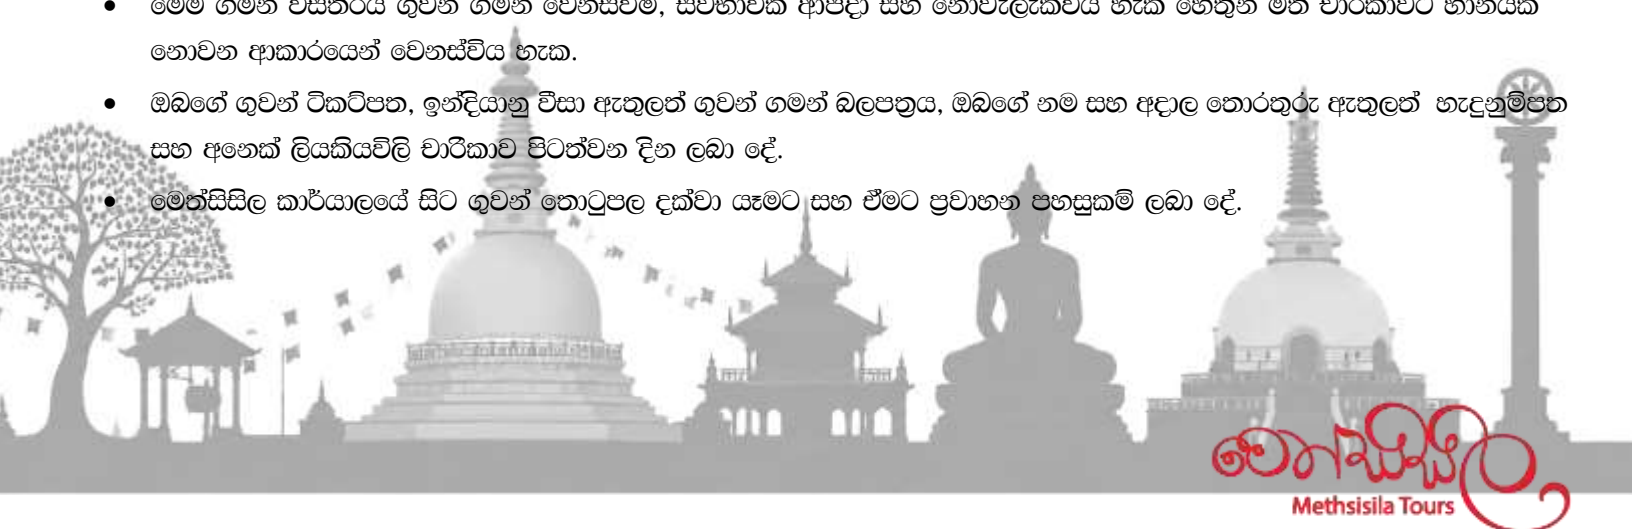 • මෙම ගමන් විස්තරය ගුවන් ගමන් වෙනස්වීම්, ස්වභාවික ආපදා සහ නොවැළැක්විය හැකි හේතූන් මත චාරිකාවට හානියක්
නොවන ආකාරයෙන් වෙනස්විය හැක.
• ඔබගේ ගුවන් ටිකට්පත, ඉන්දියානු වීසා ඇතුලත් ගුවන් ගමන් බලපත්‍රය, ඔබගේ නම සහ අදාල තොරතුරු ඇතුලත් හැඳුනුම්පත
සහ අනෙක් ලියකියවිලි චාරිකාව පිටත්වන දින ලබා දේ.
• මෙත්සිසිල කාර්යාලයේ සිට ගුවන් තොටුපල දක්වා යෑමට සහ ඒමට ප්‍රවාහන පහසුකම් ලබා දේ.
මෙත්සිසිල
Methsisila Tours